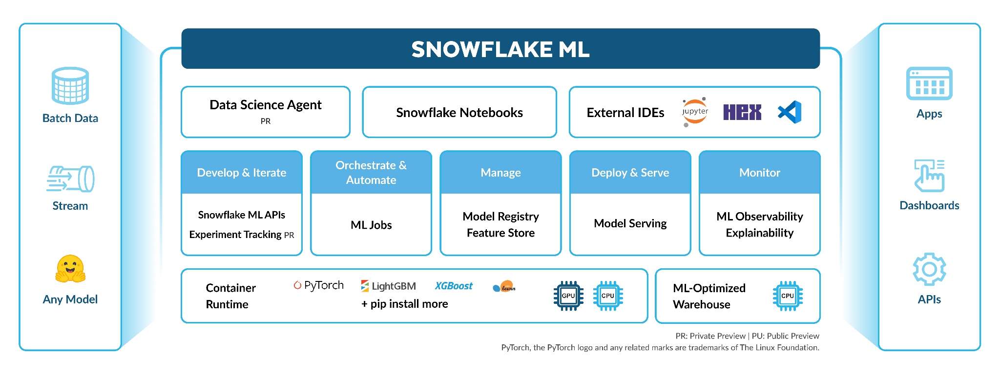 SNOWFLAKE ML
Batch Data
Stream
Any Model
Data Science Agent
PR
Snowflake Notebooks
External IDEs
jupyter
HEX
Develop & Iterate
Snowflake ML APIs
Experiment Tracking PR
Orchestrate &
Automate
ML Jobs
Manage
Model Registry
Feature Store
Deploy & Serve
Model Serving
Monitor
ML Observability
Explainability
Container
Runtime
PyTorch
LightGBM
XGBoost
learn
+ pip install more
GPU
CPU
ML-Optimized
Warehouse
CPU
Apps
Dashboards
APIs
PR: Private Preview | PU: Public Preview
PyTorch, the PyTorch logo and any related marks are trademarks of The Linux Foundation.